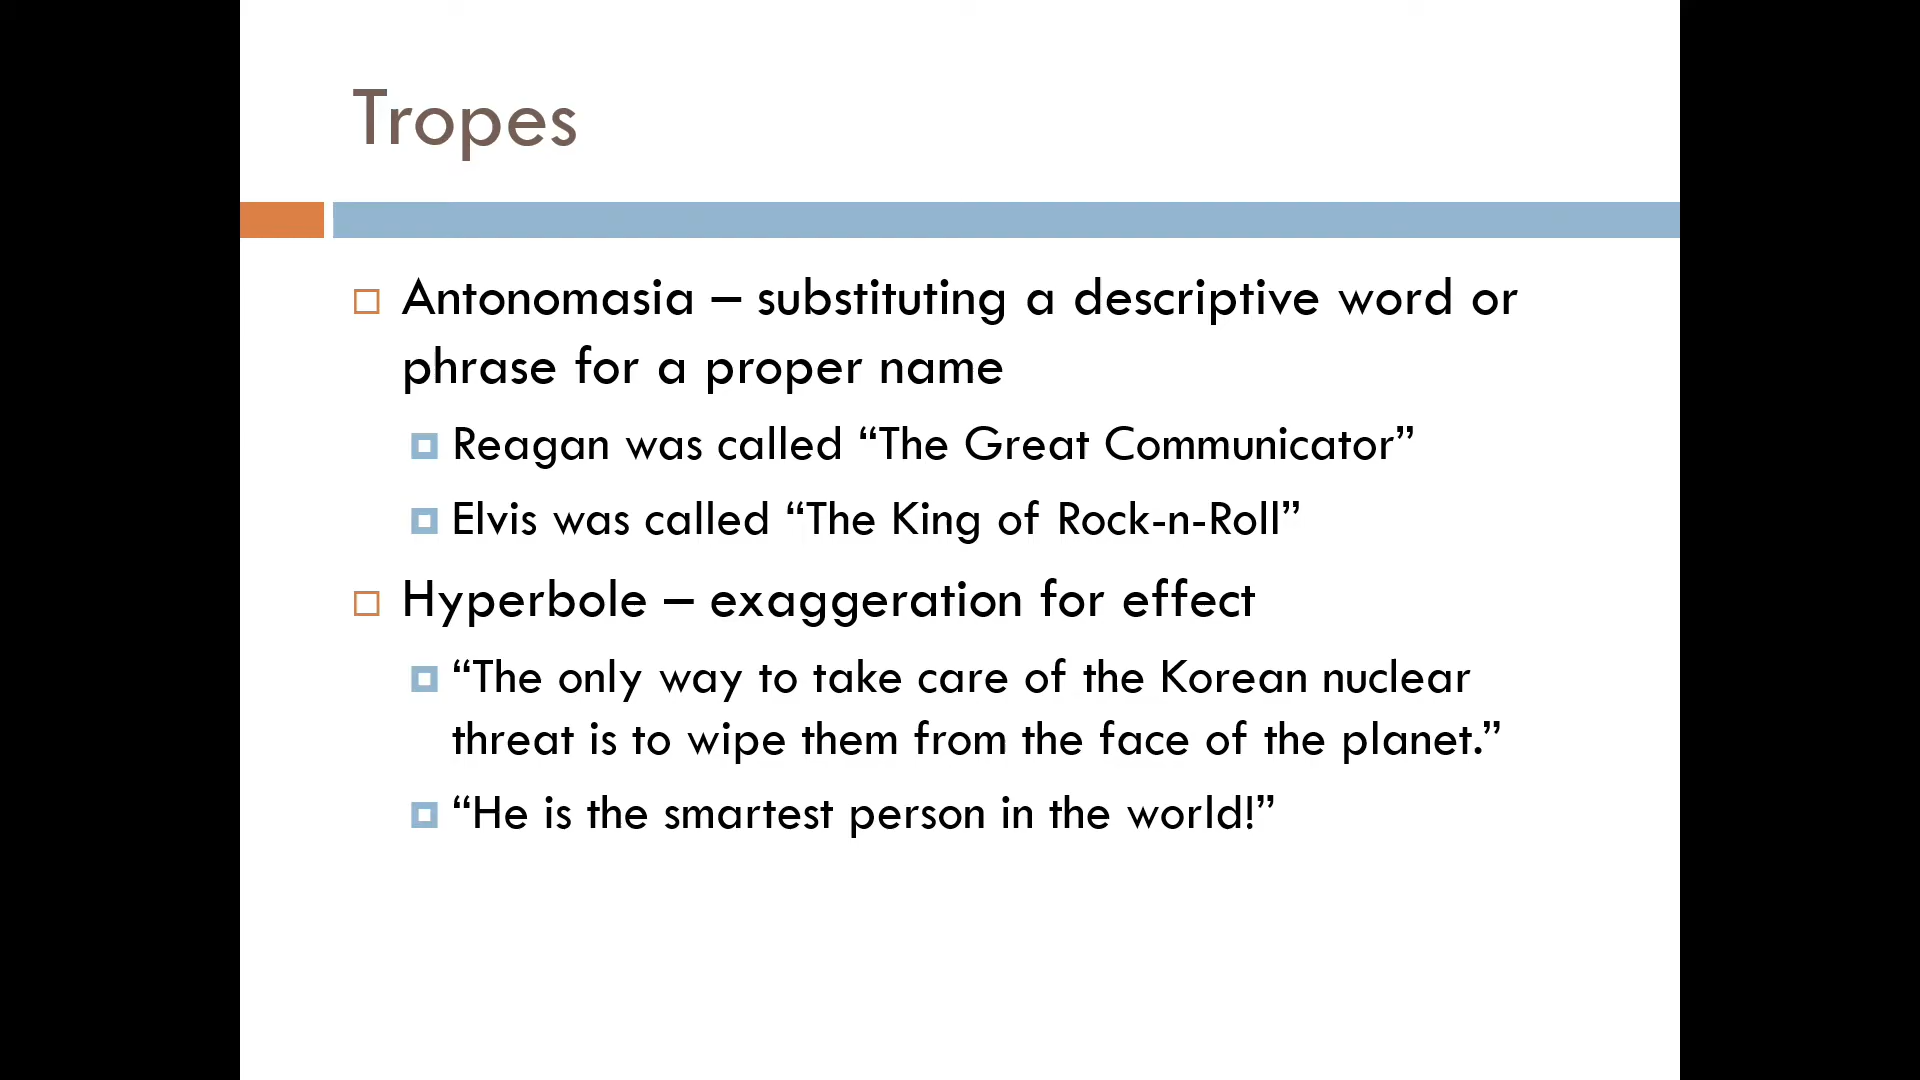 Tropes
Antonomasia – substituting a descriptive word or
phrase for a proper name
Reagan was called “The Great Communicator”
Elvis was called “The King of Rock-n-Roll”
Hyperbole – exaggeration for effect
“The only way to take care of the Korean nuclear
threat is to wipe them from the face of the planet.”
“He is the smartest person in the world!”